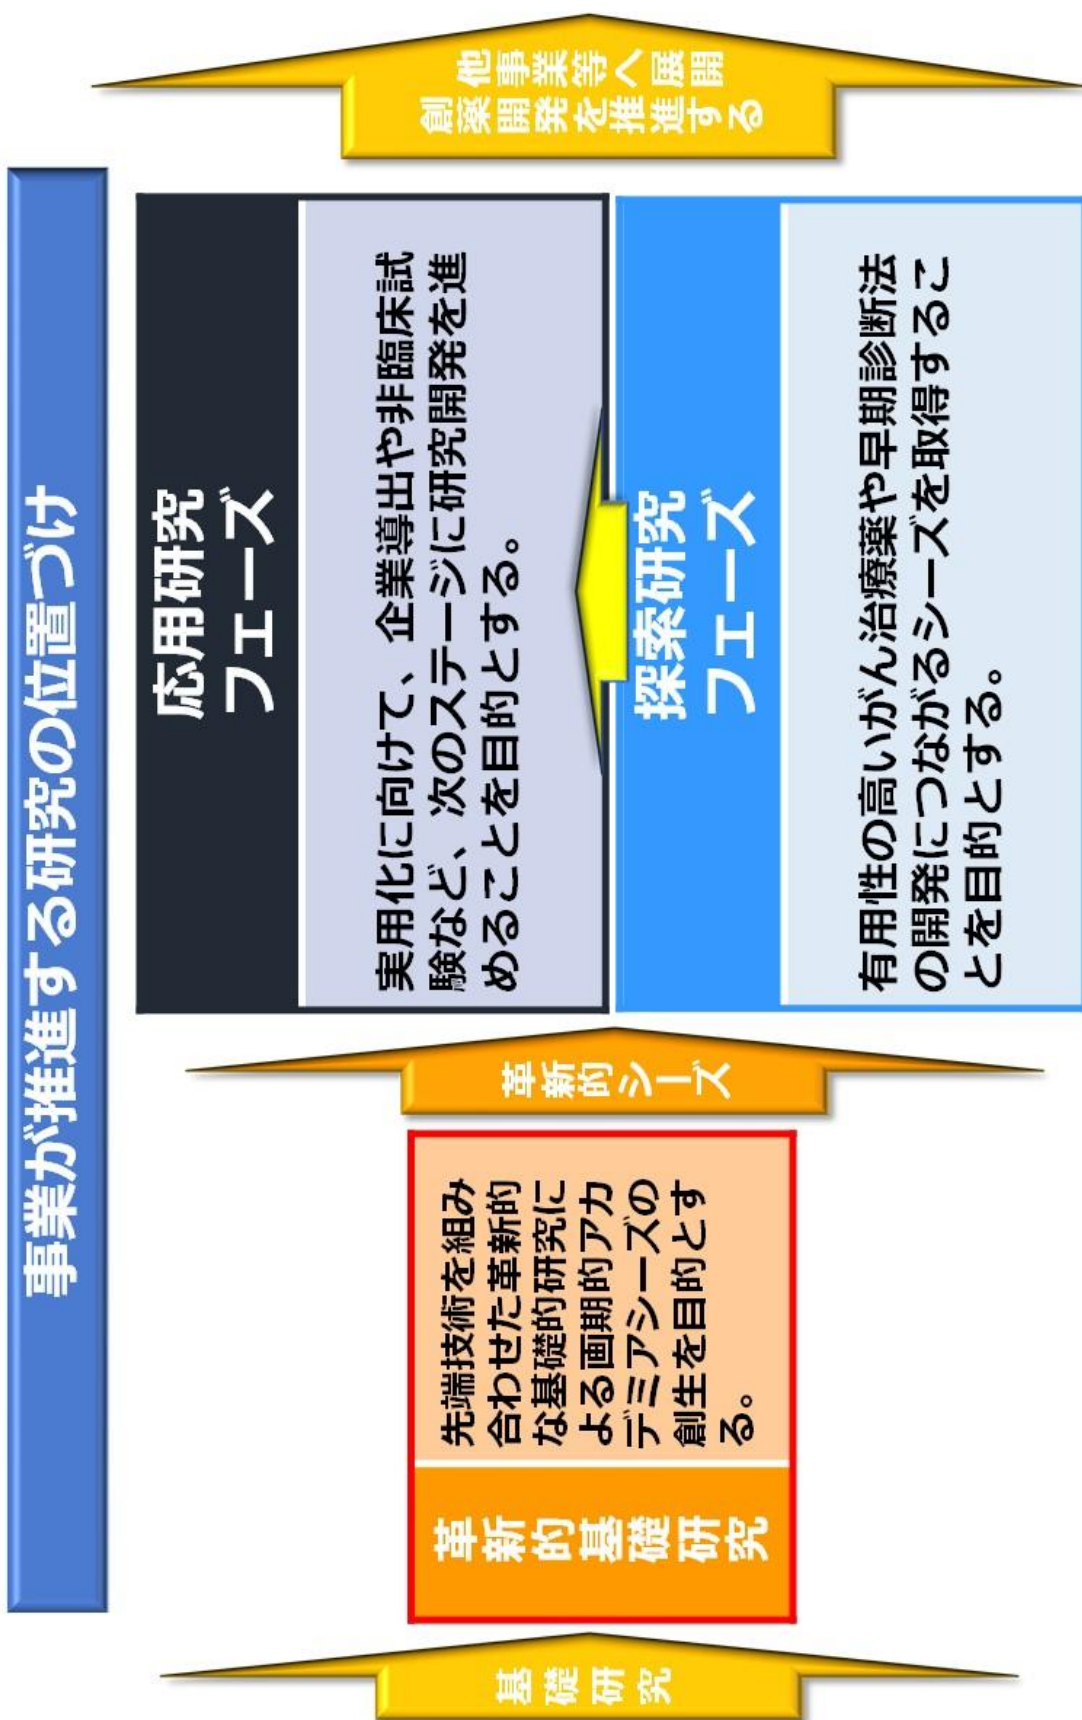 事業が推進する研究の位置づけ
基礎研究
革新的基礎研究
先端技術を組み
合わせた革新的
な基礎的研究に
よる画期的アカ
デミアシーズの
創生を目的とす
る。
革新的シーズ
応用研究
フェーズ
実用化に向けて、企業導出や非臨床試
験など、次のステージに研究開発を進
めることを目的とする。
探索研究
フェーズ
有用性の高いがん治療薬や早期診断法
の開発につながるシーズを取得するこ
とを目的とする。
他事業等へ展開
創薬開発を推進する